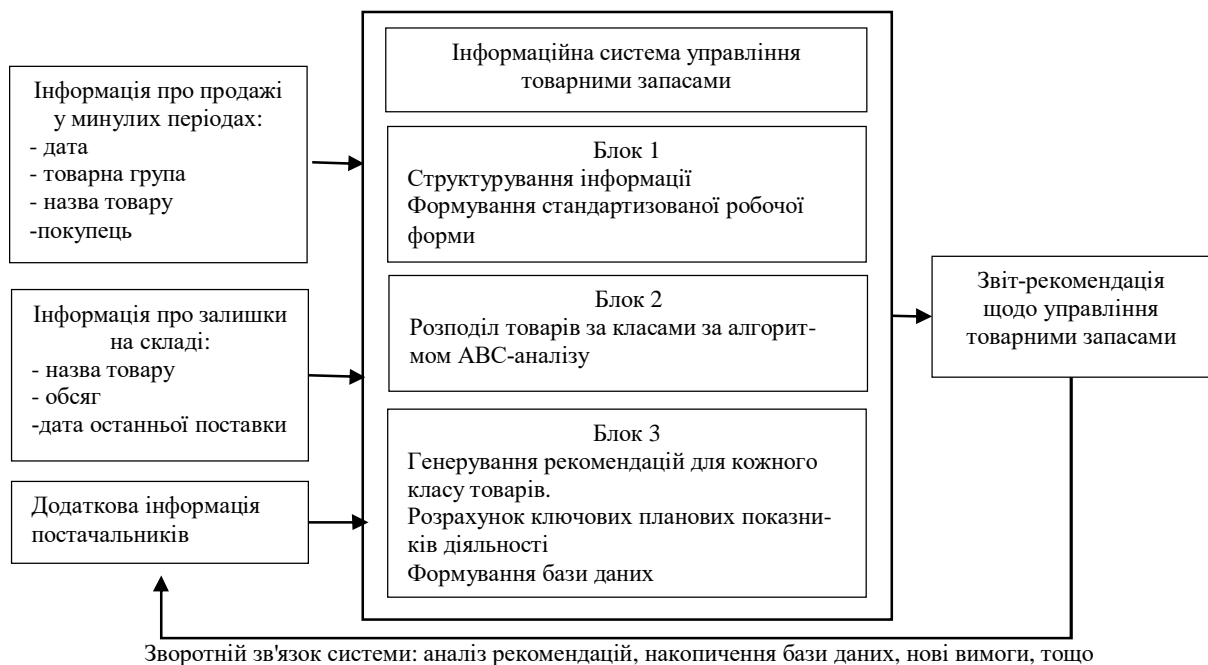 Інформація про продажі
у минулих періодах:
- дата
- товарна група
- назва товару
-покупець
Інформація про залишки
на складі:
- назва товару
- обсяг
-дата останньої поставки
Додаткова інформація
постачальників
Інформаційна система управління
товарними запасами
Блок 1
Структурування інформації
Формування стандартизованої робочої
форми
Блок 2
Розподіл товарів за класами за алгорит-
мом АВС-аналізу
Блок 3
Генерування рекомендацій для кожного
класу товарів.
Розрахунок ключових планових показни-
ків діяльності
Формування бази даних
Звіт-рекомендація
щодо управління
товарними запасами
Зворотній зв'язок системи: аналіз рекомендацій, накопичення бази даних, нові вимоги, тощо